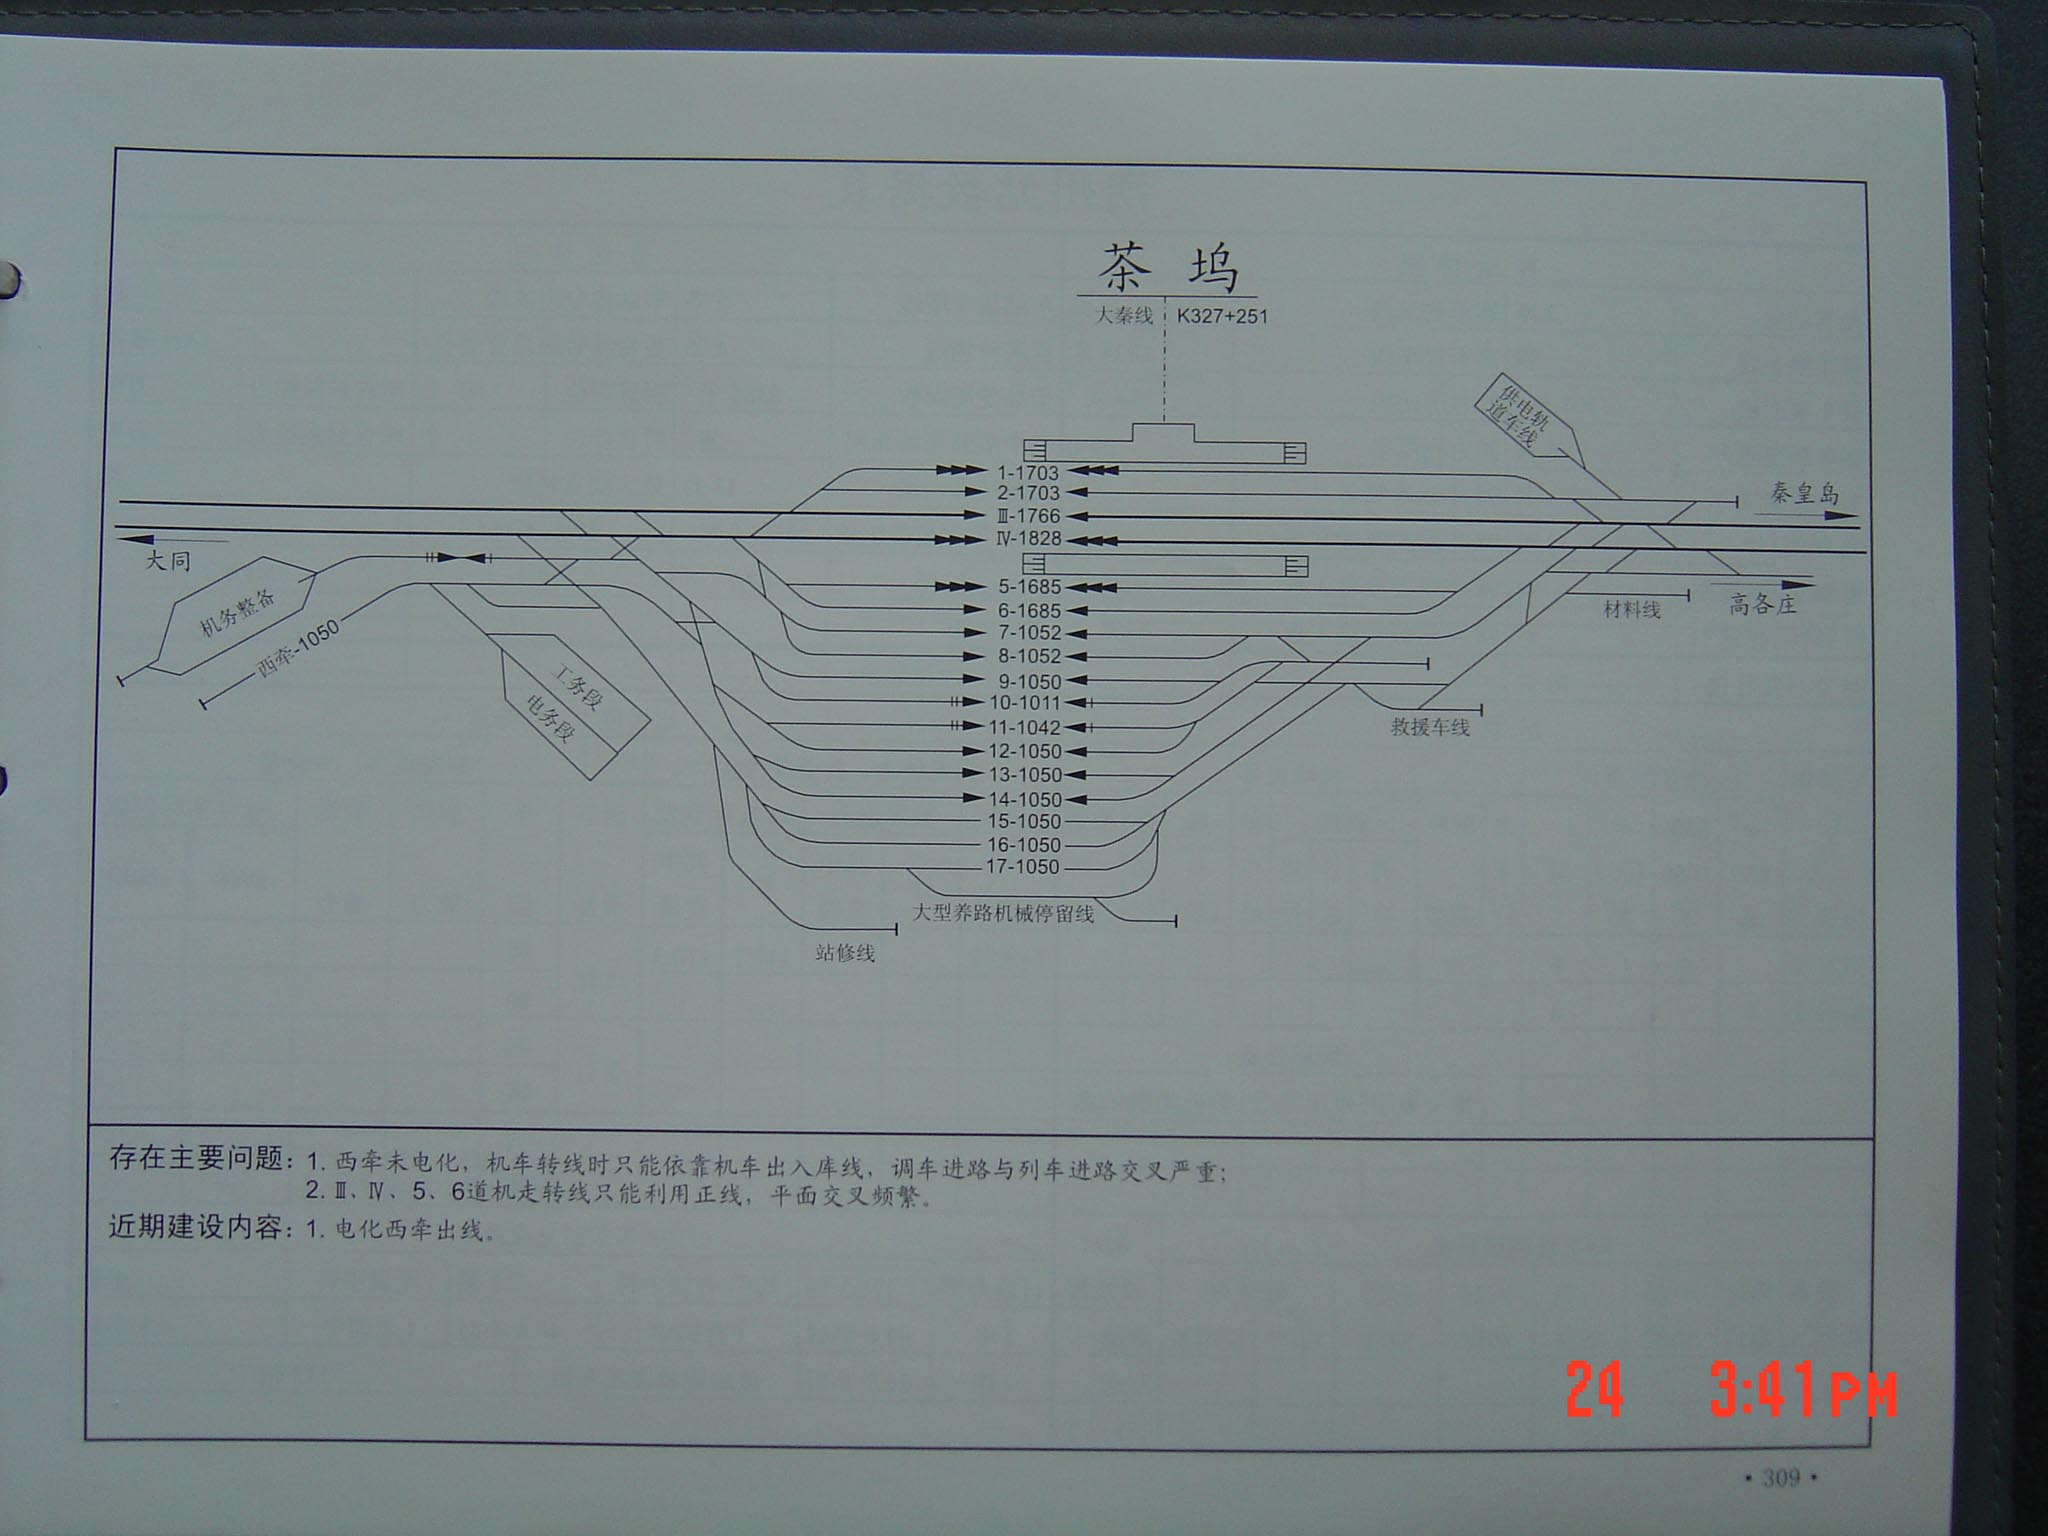 茶 坞
大秦线 K327+251
供电轨
道车线
1-1703
2-1703
Ⅲ-1766
Ⅳ-1828
5-1685
6-1685
7-1052
8-1052
9-1050
10-1011
11-1042
12-1050
13-1050
14-1050
15-1050
16-1050
17-1050
秦皇岛
大同
高各庄
材料线
机务整备
西牵-1050
工务段
电务段
救援车线
大型养路机械停留线
站修线
存在主要问题：1. 西牵未电化，机车转线时只能依靠机车出入库线，调车进路与列车进路交叉严重；
2. Ⅲ、Ⅳ、5、6道机走转线只能利用正线，平面交叉频繁。
近期建设内容：1. 电化西牵出线。
24 3:41PM
·309·